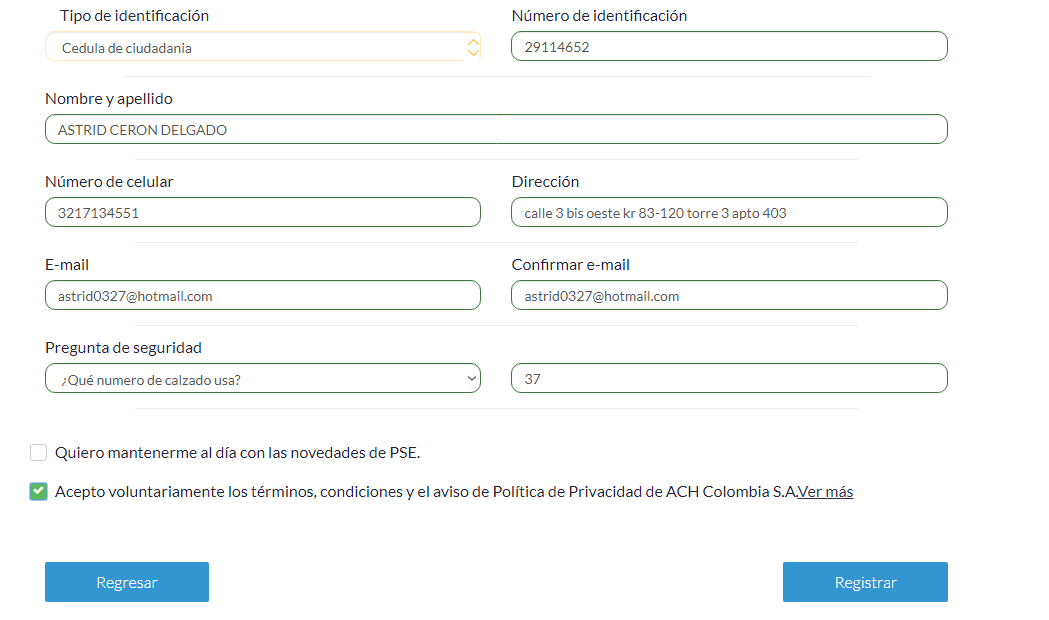 Tipo de identificación Número de identificación
Cedula de ciudadania 29114652
Nombre y apellido
ASTRID CERON DELGADO
Número de celular Dirección
3217134551 calle 3 bis oeste kr 83-120 torre 3 apto 403
E-mail Confirmar e-mail
astrid0327@hotmail.com astrid0327@hotmail.com
Pregunta de seguridad
¿Qué numero de calzado usa? 37
Quiero mantenerme al día con las novedades de PSE.
Acepto voluntariamente los términos, condiciones y el aviso de Política de Privacidad de ACH Colombia S.A.Ver más
Regresar Registrar